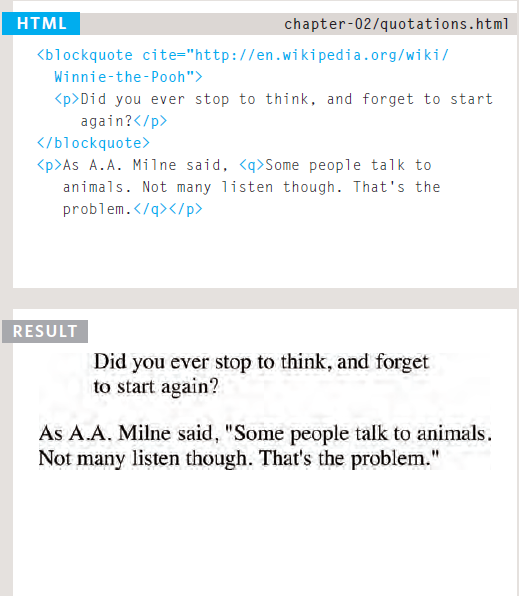 HTML chapter-02/quotations.html
<blockquote cite="http://en.wikipedia.org/wiki/
Winnie-the-Pooh">
<p>Did you ever stop to think, and forget to start
again?</p>
</blockquote>
<p>As A.A. Milne said, <q>Some people talk to
animals. Not many listen though. That's the
problem.</q></p>
RESULT
Did you ever stop to think, and forget
to start again?
As A.A. Milne said, "Some people talk to animals.
Not many listen though. That's the problem."